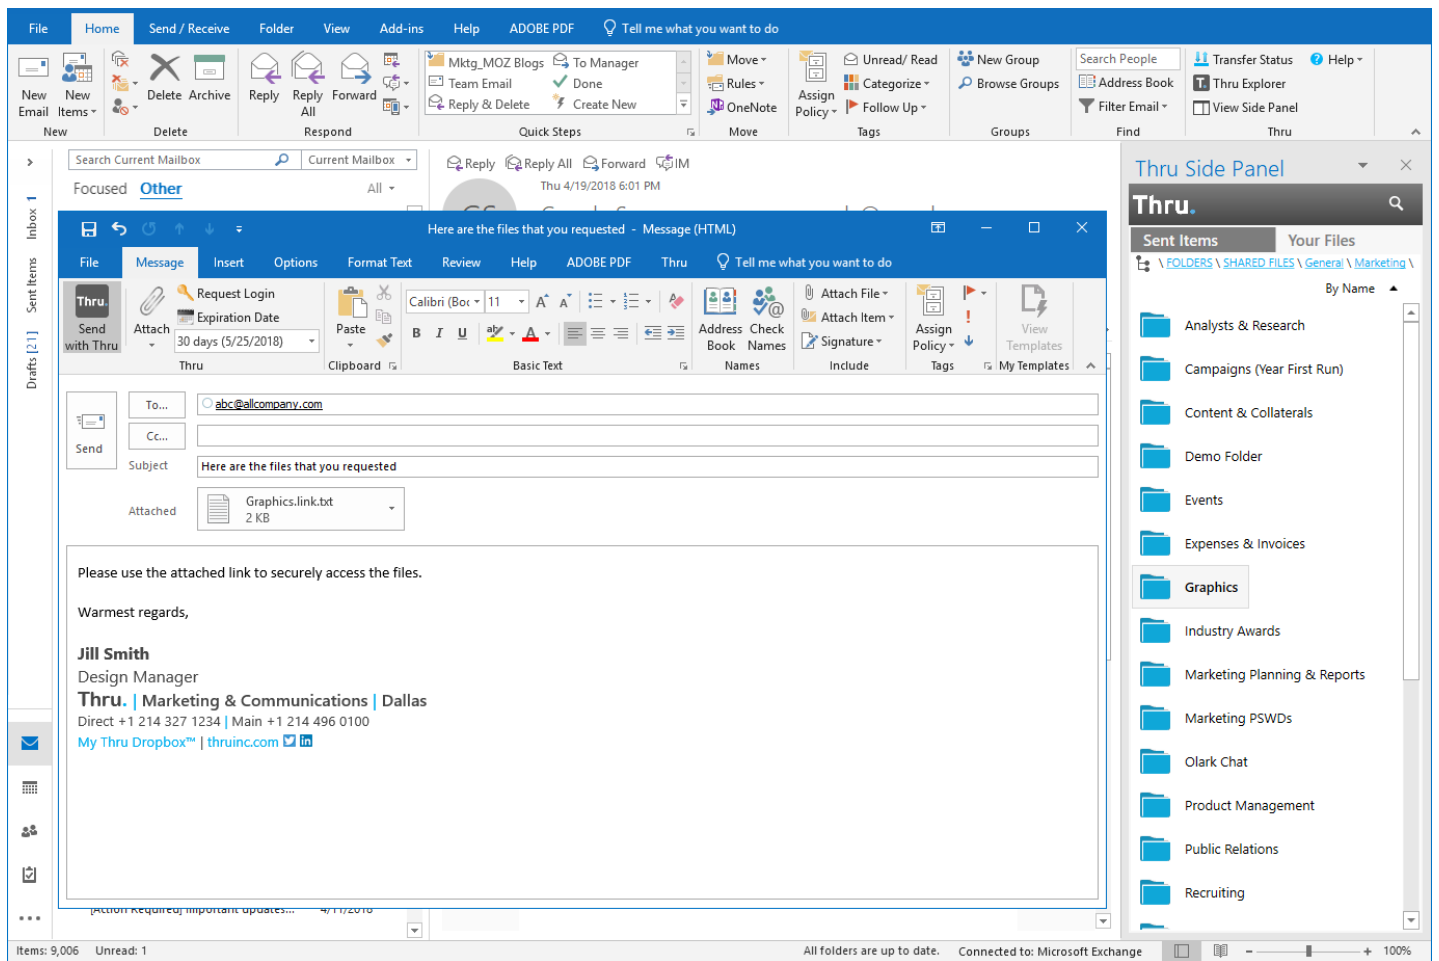 File Home Send / Receive Folder View Add-ins Help ADOBE PDF Tell me what you want to do
New Email
New Items
Delete Archive
Reply Reply All Forward
Mktg_MOZ Blogs To Manager
Team Email Done
Reply & Delete Create New
Move
Rules
OneNote
Assign Policy
Unread/ Read
Categorize
Follow Up
New Group
Browse Groups
Search People
Address Book
Filter Email
Transfer Status Help
Thru Explorer
View Side Panel
New Delete Respond Quick Steps Move Tags Groups Find Thru
Search Current Mailbox Current Mailbox
Focused Other All
Inbox 1
Sent Items
Drafts [21]
Reply Reply All Forward IM
Thu 4/19/2018 6:01 PM
Here are the files that you requested - Message (HTML)
File Message Insert Options Format Text Review Help ADOBE PDF Thru Tell me what you want to do
Thru.
Send with Thru
Attach
Request Login
Expiration Date
30 days (5/25/2018)
Paste
Calibri (Boc 11 A A
B I U aby A
Address Book
Check Names
Attach File
Attach Item
Signature
Assign Policy
View Templates
Thru Clipboard Basic Text Names Include Tags My Templates
Send
To... abc@allcompany.com
Cc...
Subject Here are the files that you requested
Attached Graphics.link.txt
2 KB
Please use the attached link to securely access the files.
Warmest regards,
Jill Smith
Design Manager
Thru. | Marketing & Communications | Dallas
Direct +1 214 327 1234 | Main +1 214 496 0100
My Thru Dropbox™ | thruinc.com in
[Action Required] Important updates... 4/11/2018
Thru Side Panel
Thru.
Sent Items Your Files
\ FOLDERS \ SHARED FILES \ General \ Marketing \
By Name
Analysts & Research
Campaigns (Year First Run)
Content & Collaterals
Demo Folder
Events
Expenses & Invoices
Graphics
Industry Awards
Marketing Planning & Reports
Marketing PSWDs
Olark Chat
Product Management
Public Relations
Recruiting
Items: 9,006 Unread: 1 All folders are up to date. Connected to: Microsoft Exchange - + 100%